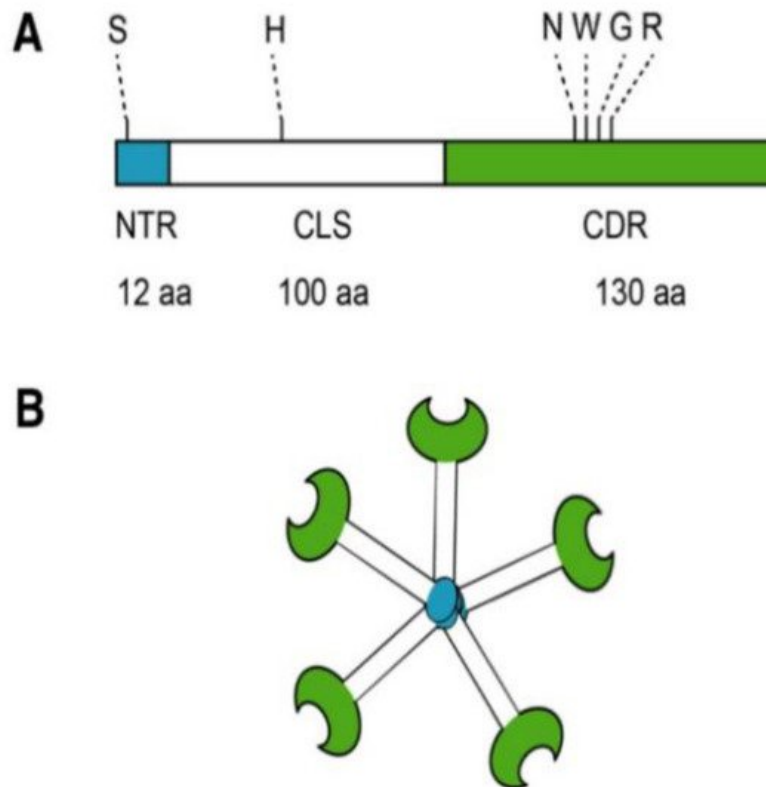 A
S H N W G R
NTR CLS CDR
12 aa 100 aa 130 aa
B